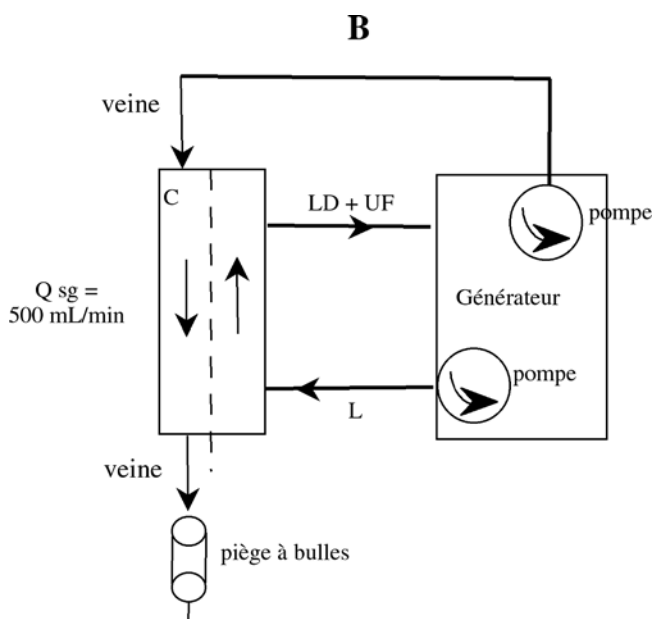 B
veine
C
LD + UF
pompe
Q sg =
500 mL/min
Générateur
pompe
L
veine
piège à bulles